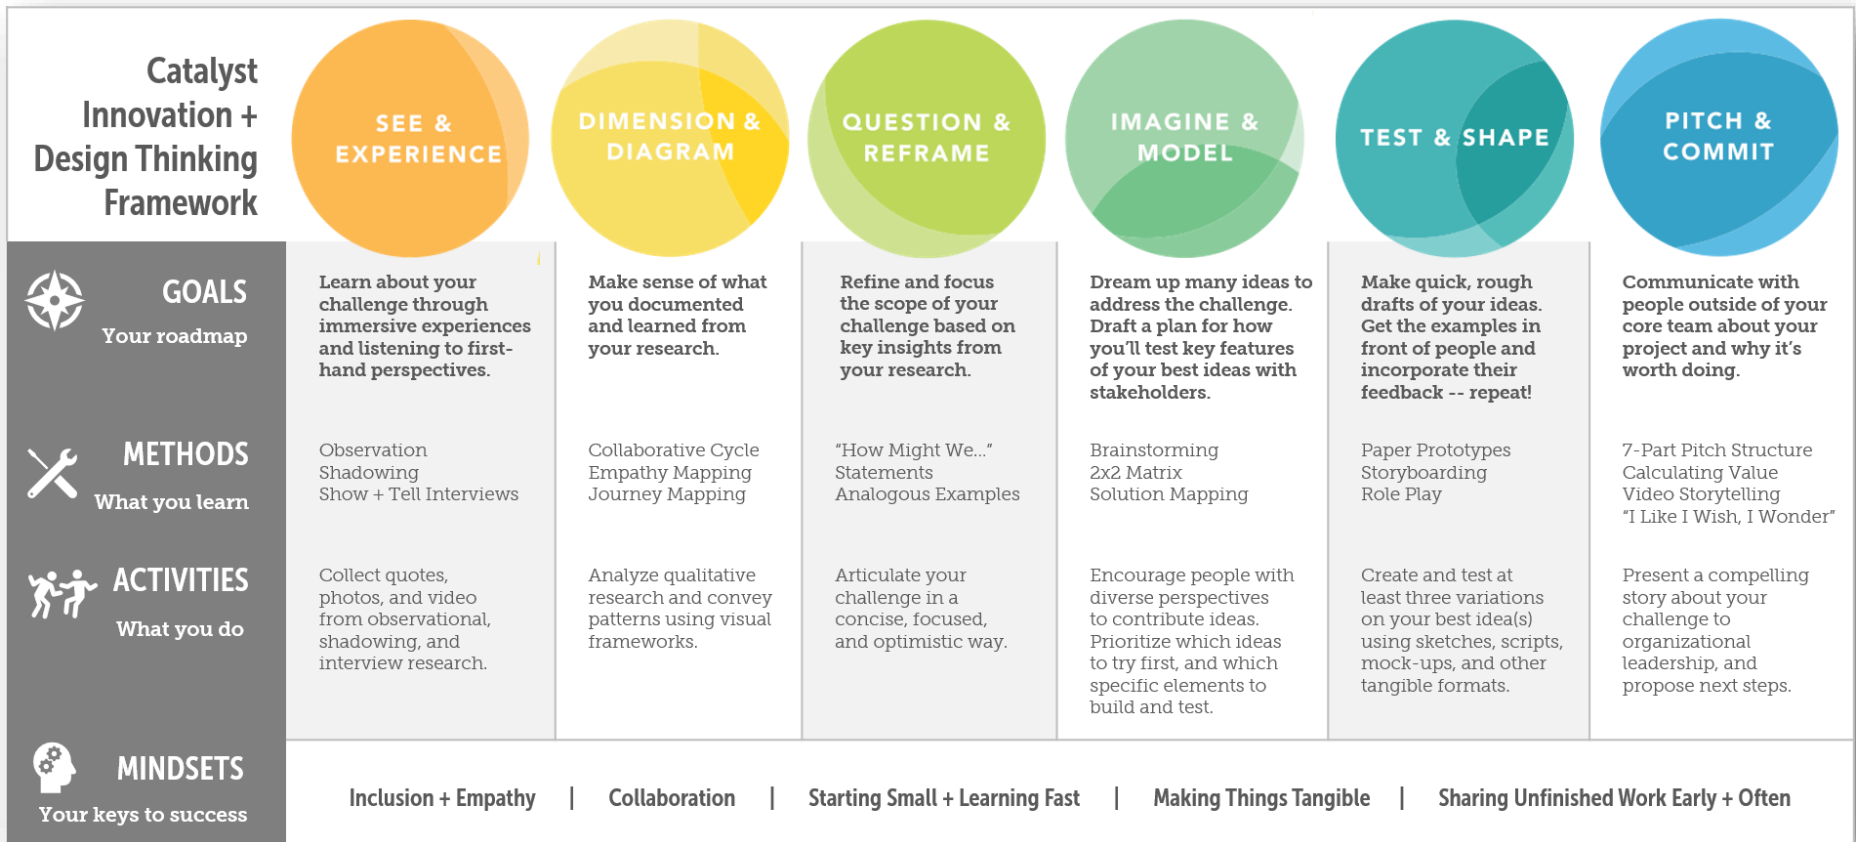 Catalyst
Innovation +
Design Thinking
Framework
SEE &
EXPERIENCE
DIMENSION &
DIAGRAM
QUESTION &
REFRAME
IMAGINE &
MODEL
TEST & SHAPE
PITCH &
COMMIT
GOALS
Your roadmap
Learn about your
challenge through
immersive experiences
and listening to first-
hand perspectives.
Make sense of what
you documented
and learned from
your research.
Refine and focus
the scope of your
challenge based on
key insights from
your research.
Dream up many ideas to
address the challenge.
Draft a plan for how
you'll test key features
of your best ideas with
stakeholders.
Make quick, rough
drafts of your ideas.
Get the examples in
front of people and
incorporate their
feedback -- repeat!
Communicate with
people outside of your
core team about your
project and why it's
worth doing.
METHODS
What you learn
Observation
Shadowing
Show + Tell Interviews
Collaborative Cycle
Empathy Mapping
Journey Mapping
“How Might We...”
Statements
Analogous Examples
Brainstorming
2x2 Matrix
Solution Mapping
Paper Prototypes
Storyboarding
Role Play
7-Part Pitch Structure
Calculating Value
Video Storytelling
“I Like I Wish, I Wonder”
ACTIVITIES
What you do
Collect quotes,
photos, and video
from observational,
shadowing, and
interview research.
Analyze qualitative
research and convey
patterns using visual
frameworks.
Articulate your
challenge in a
concise, focused,
and optimistic way.
Encourage people with
diverse perspectives
to contribute ideas.
Prioritize which ideas
to try first, and which
specific elements to
build and test.
Create and test at
least three variations
on your best idea(s)
using sketches, scripts,
mock-ups, and other
tangible formats.
Present a compelling
story about your
challenge to
organizational
leadership, and
propose next steps.
MINDSETS
Your keys to success
Inclusion + Empathy | Collaboration | Starting Small + Learning Fast | Making Things Tangible | Sharing Unfinished Work Early + Often